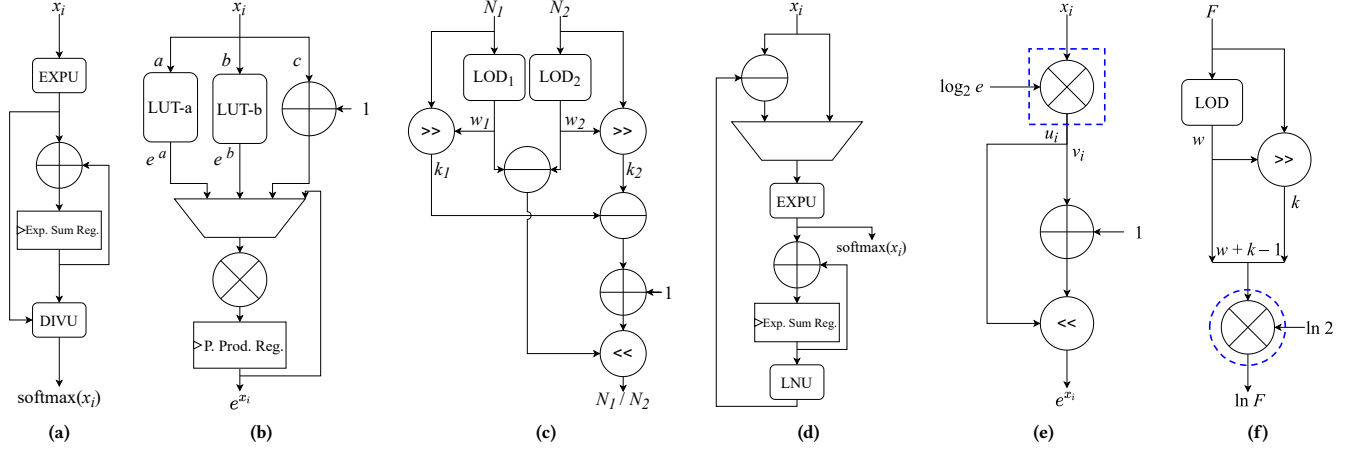 x_i
EXPU
Exp. Sum Reg.
DIVU
softmax(x_i)
(a)
x_i
a
b
c
LUT-a
LUT-b
1
e^a
e^b
P. Prod. Reg.
e^{x_i}
(b)
N_1
N_2
LOD_1
LOD_2
>>
w_1
w_2
>>
k_1
k_2
1
<<
N_1 / N_2
(c)
x_i
EXPU
softmax(x_i)
Exp. Sum Reg.
LNU
(d)
x_i
log_2 e
u_i
v_i
1
<<
e^{x_i}
(e)
F
LOD
w
>>
k
w + k − 1
ln 2
ln F
(f)